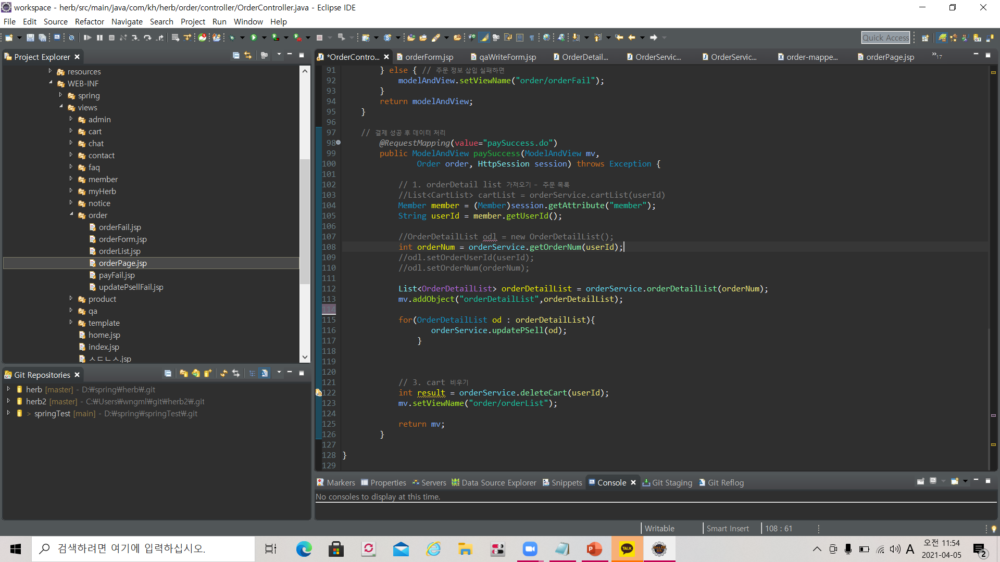 workspace - herb/src/main/java/com/kh/herb/order/controller/OrderController.java - Eclipse IDE
File Edit Source Refactor Navigate Search Project Run Window Help
Quick Access
Project Explorer
resources
WEB-INF
spring
views
admin
cart
chat
contact
faq
member
myHerb
notice
order
orderFail.jsp
orderForm.jsp
orderList.jsp
orderPage.jsp
payFail.jsp
updatePsellFail.jsp
product
qa
template
home.jsp
index.jsp
ㅅㄷㄴㅅ.jsp
Git Repositories
herb [master] - D:￦spring￦herb￦.git
herb2 [master] - C:￦Users￦wngml￦git￦herb2￦.git
> springTest [main] - D:￦spring￦springTest￦.git
*OrderContro... orderForm.jsp qaWriteForm.jsp OrderDetail... OrderServic... OrderServic... order-mappe... orderPage.jsp »17
91 } else { // 주문 정보 삽입 실패하면
92 modelAndView.setViewName("order/orderFail");
93 }
94 return modelAndView;
95 }
96
97 // 결제 성공 후 데이터 처리
98 @RequestMapping(value="paySuccess.do")
99 public ModelAndView paySuccess(ModelAndView mv,
100 Order order, HttpSession session) throws Exception {
101
102 // 1. orderDetail list 가져오기 - 주문 목록
103 //List<CartList> cartList = orderService.cartList(userId)
104 Member member = (Member)session.getAttribute("member");
105 String userId = member.getUserId();
106
107 //OrderDetailList odl = new OrderDetailList();
108 int orderNum = orderService.getOrderNum(userId);
109 //odl.setOrderUserId(userId);
110 //odl.setOrderNum(orderNum);
111
112 List<OrderDetailList> orderDetailList = orderService.orderDetailList(orderNum);
113 mv.addObject("orderDetailList",orderDetailList);
114
115 for(OrderDetailList od : orderDetailList){
116 orderService.updatePSell(od);
117 }
118
119
120
121 // 3. cart 비우기
122 int result = orderService.deleteCart(userId);
123 mv.setViewName("order/orderList");
124
125 return mv;
126 }
127
128 }
129
Markers Properties Servers Data Source Explorer Snippets Console Git Staging Git Reflog
No consoles to display at this time.
Writable Smart Insert 108 : 61
검색하려면 여기에 입력하십시오.
TALK
A
오전 11:54
2021-04-05
2